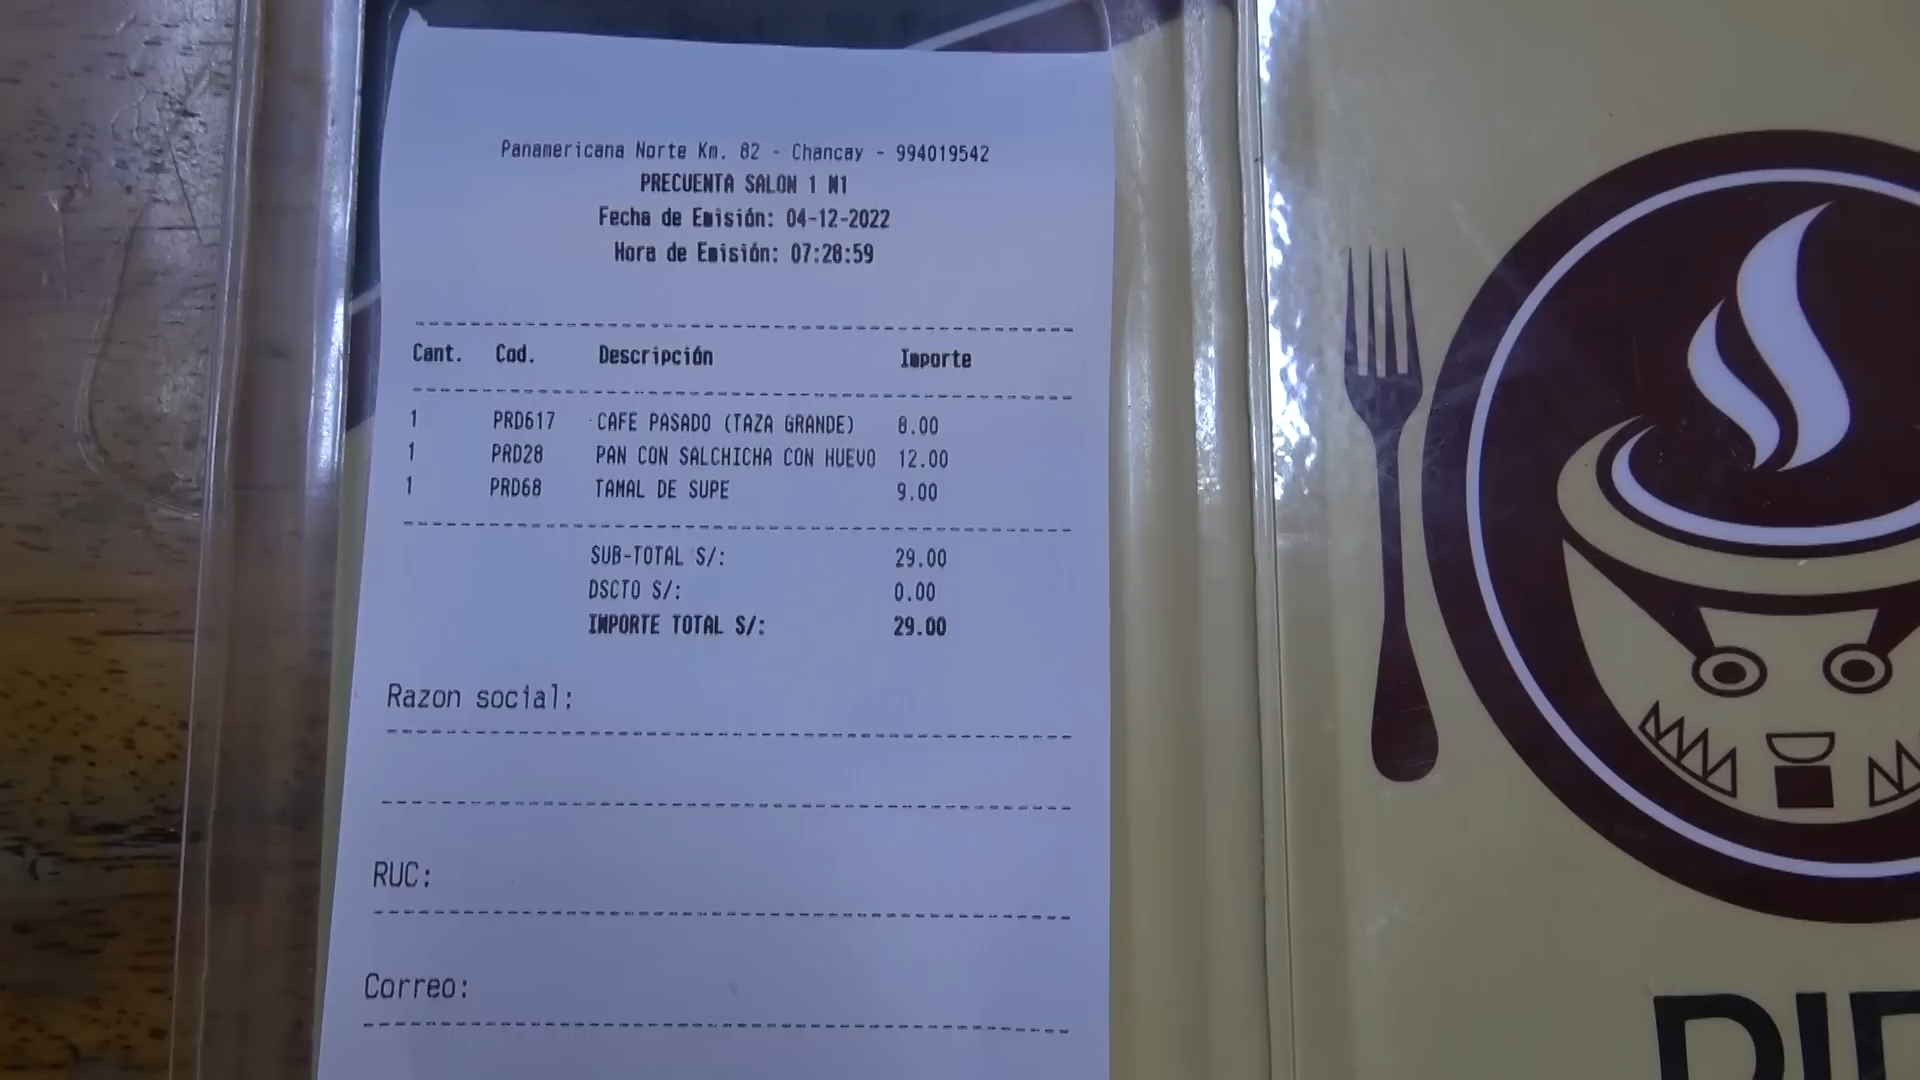 Panamericana Norte Km. 82 - Chancay - 994019542
PRECUENTA SALON 1 M1
Fecha de Emisión: 04-12-2022
Hora de Emisión: 07:28:59
Cant. Cod. Descripción Importe
1 PRD617 CAFE PASADO (TAZA GRANDE) 8.00
1 PRD28 PAN CON SALCHICHA CON HUEVO 12.00
1 PRD68 TAMAL DE SUPE 9.00
SUB-TOTAL S/: 29.00
DSCTO S/: 0.00
IMPORTE TOTAL S/: 29.00
Razon social:
RUC:
Correo: